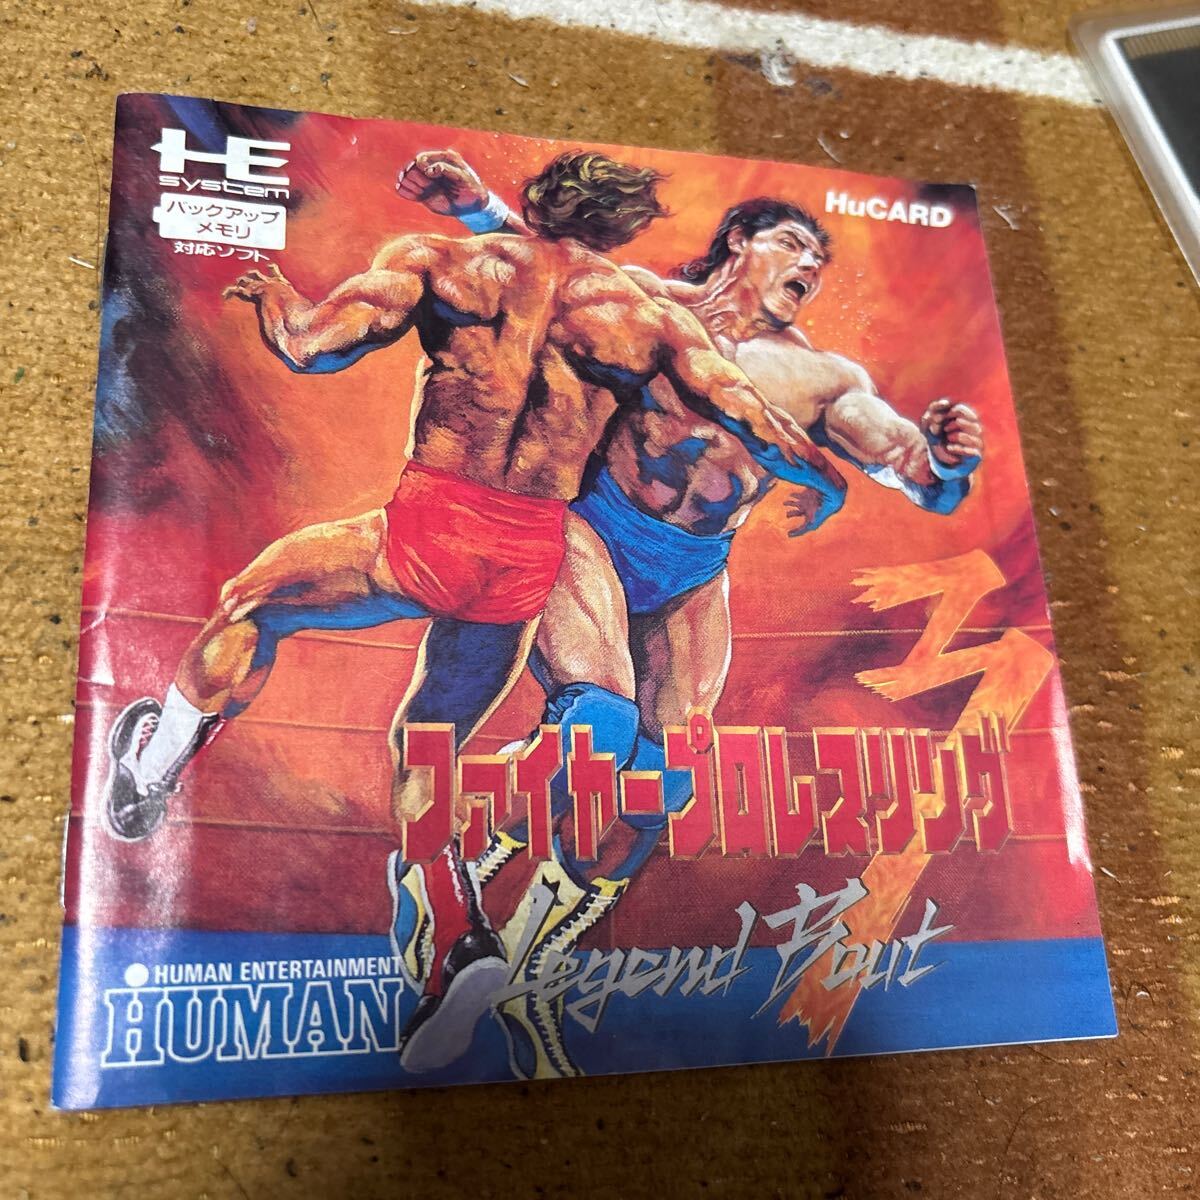 HE
system
バックアップ
メモリ
対応ソフト
HuCARD
3
ファイヤープロレスリング
Legend Bout
HUMAN ENTERTAINMENT
HUMAN